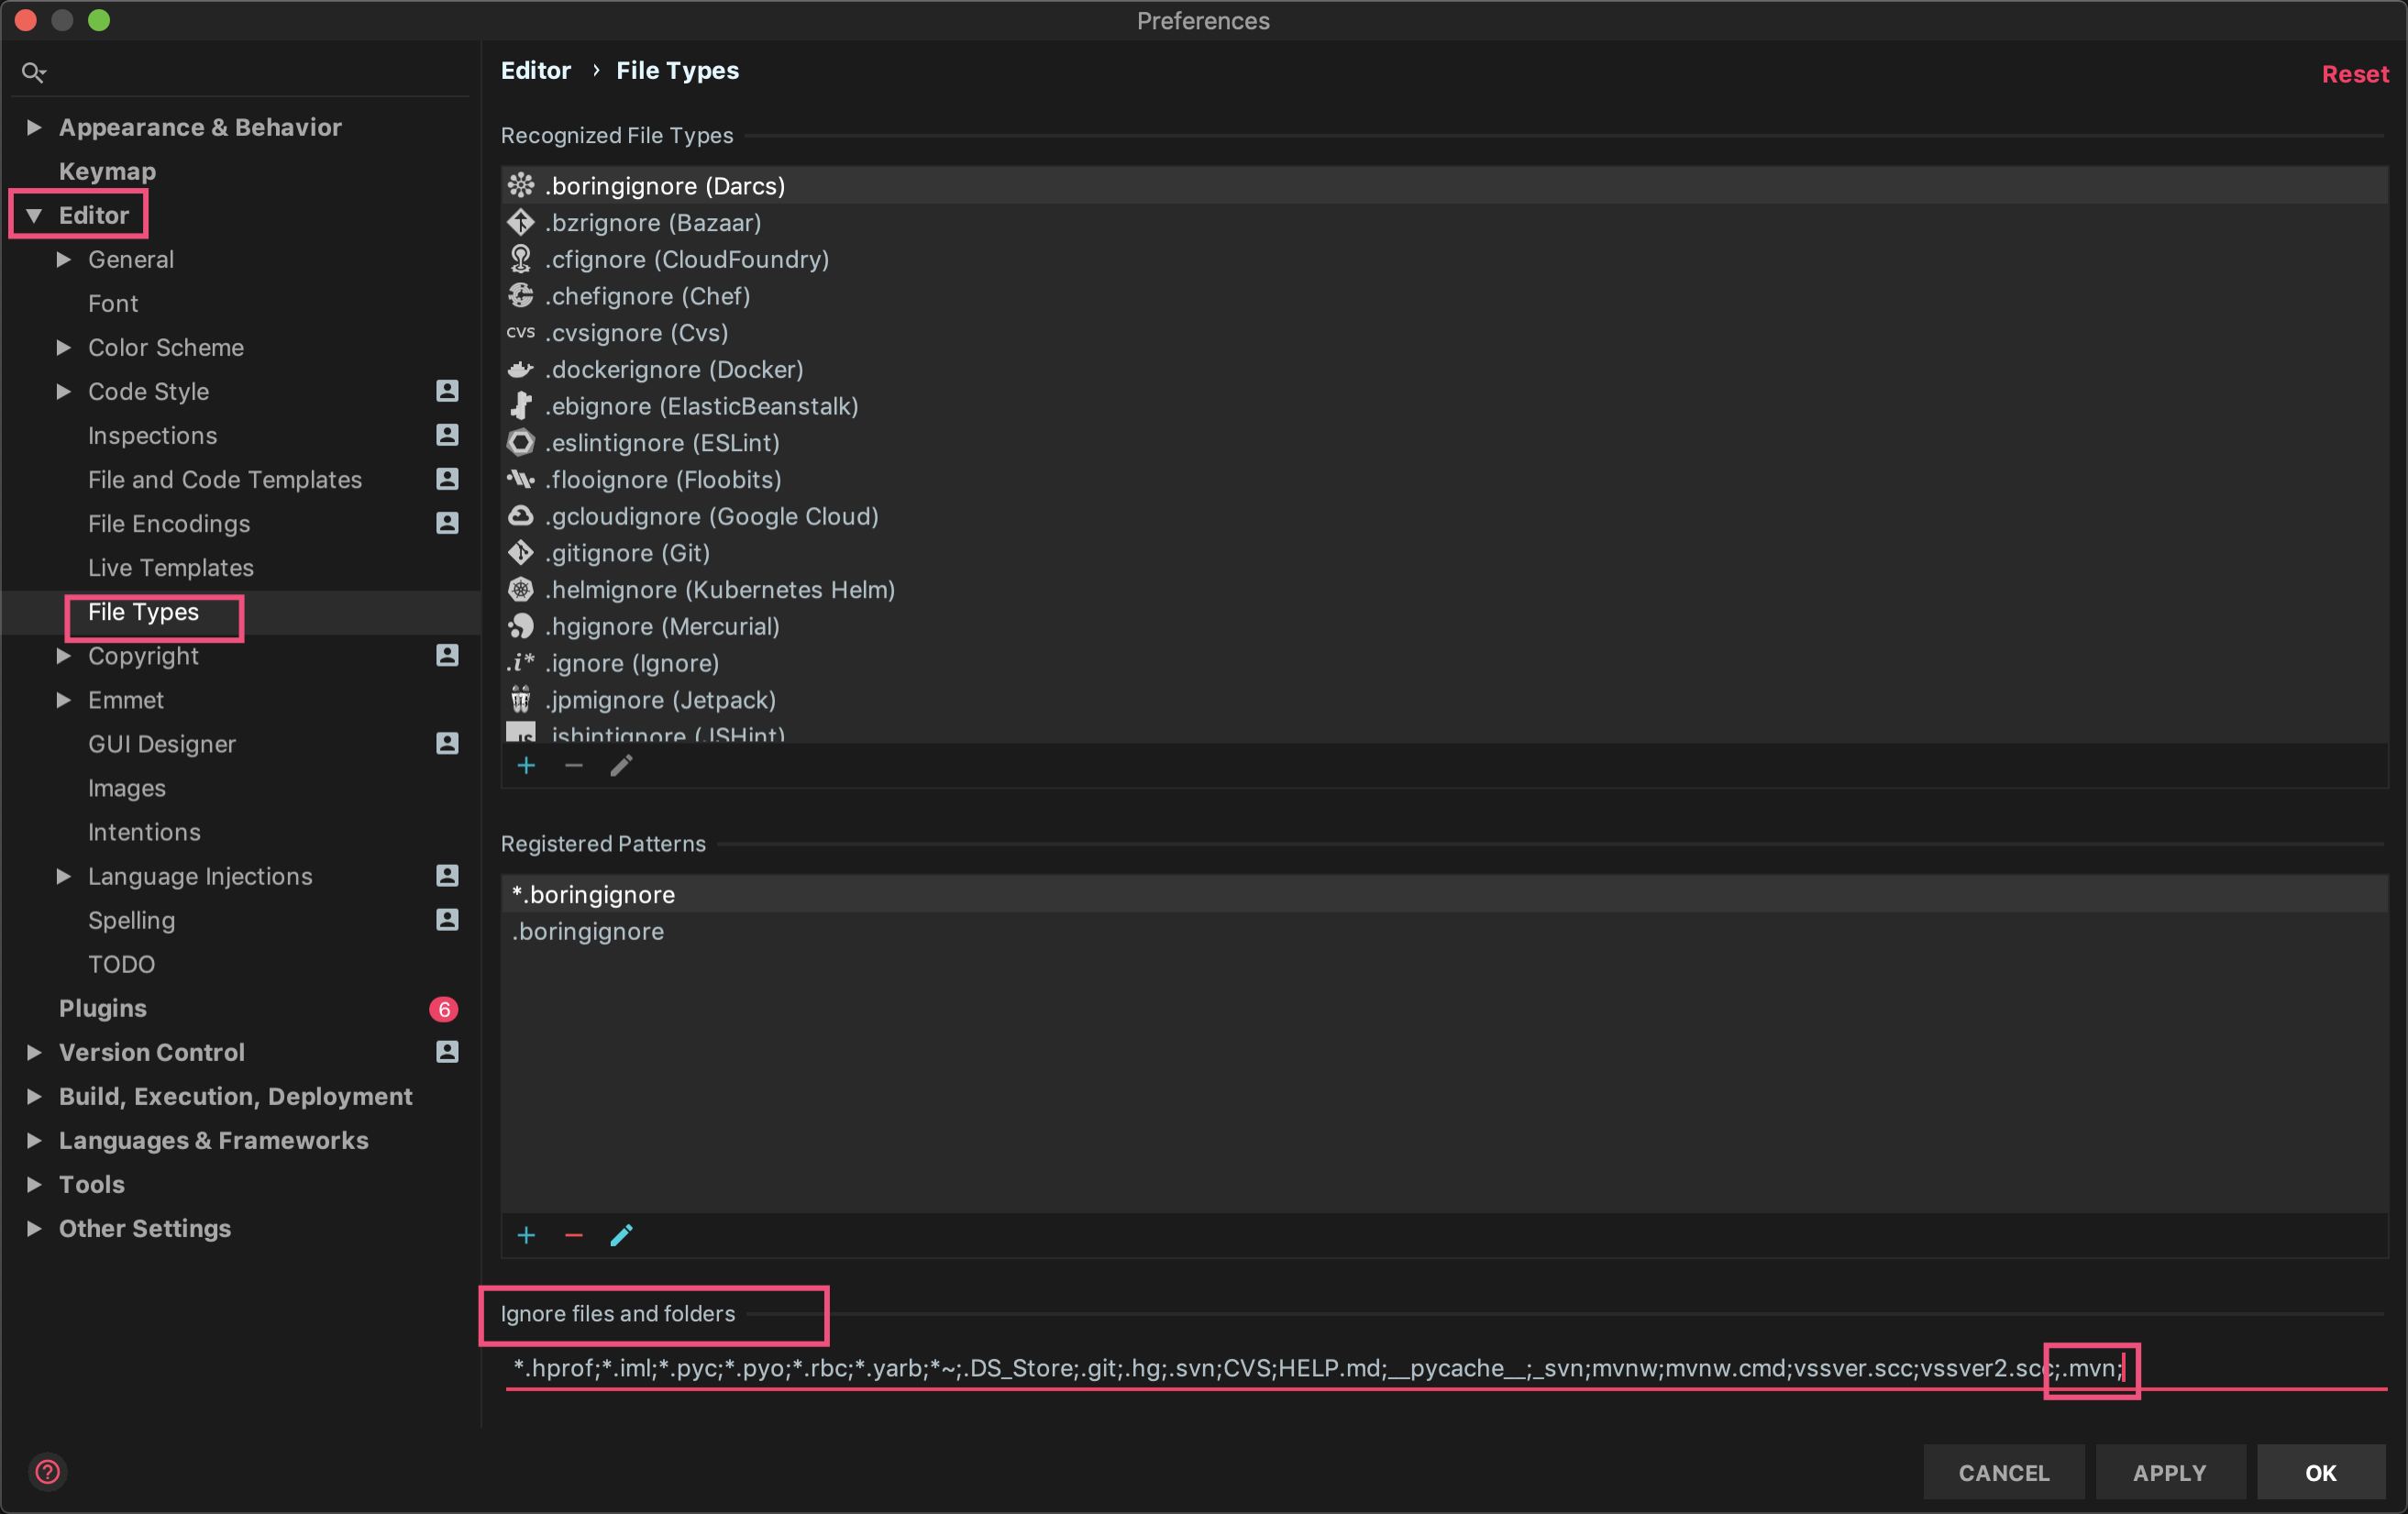 Preferences
Appearance & Behavior
Keymap
Editor
General
Font
Color Scheme
Code Style
Inspections
File and Code Templates
File Encodings
Live Templates
File Types
Copyright
Emmet
GUI Designer
Images
Intentions
Language Injections
Spelling
TODO
Plugins 6
Version Control
Build, Execution, Deployment
Languages & Frameworks
Tools
Other Settings
Editor › File Types
Reset
Recognized File Types
.boringignore (Darcs)
.bzrignore (Bazaar)
.cfignore (CloudFoundry)
.chefignore (Chef)
CVS .cvsignore (Cvs)
.dockerignore (Docker)
.ebignore (ElasticBeanstalk)
.eslintignore (ESLint)
.flooignore (Floobits)
.gcloudignore (Google Cloud)
.gitignore (Git)
.helmignore (Kubernetes Helm)
.hgignore (Mercurial)
.i* .ignore (Ignore)
.jpmignore (Jetpack)
JS .jshintignore (JSHint)
Registered Patterns
*.boringignore
.boringignore
Ignore files and folders
*.hprof;*.iml;*.pyc;*.pyo;*.rbc;*.yarb;*~;.DS_Store;.git;.hg;.svn;CVS;HELP.md;__pycache__;_svn;mvnw;mvnw.cmd;vssver.scc;vssver2.scc;.mvn;
?
CANCEL
APPLY
OK